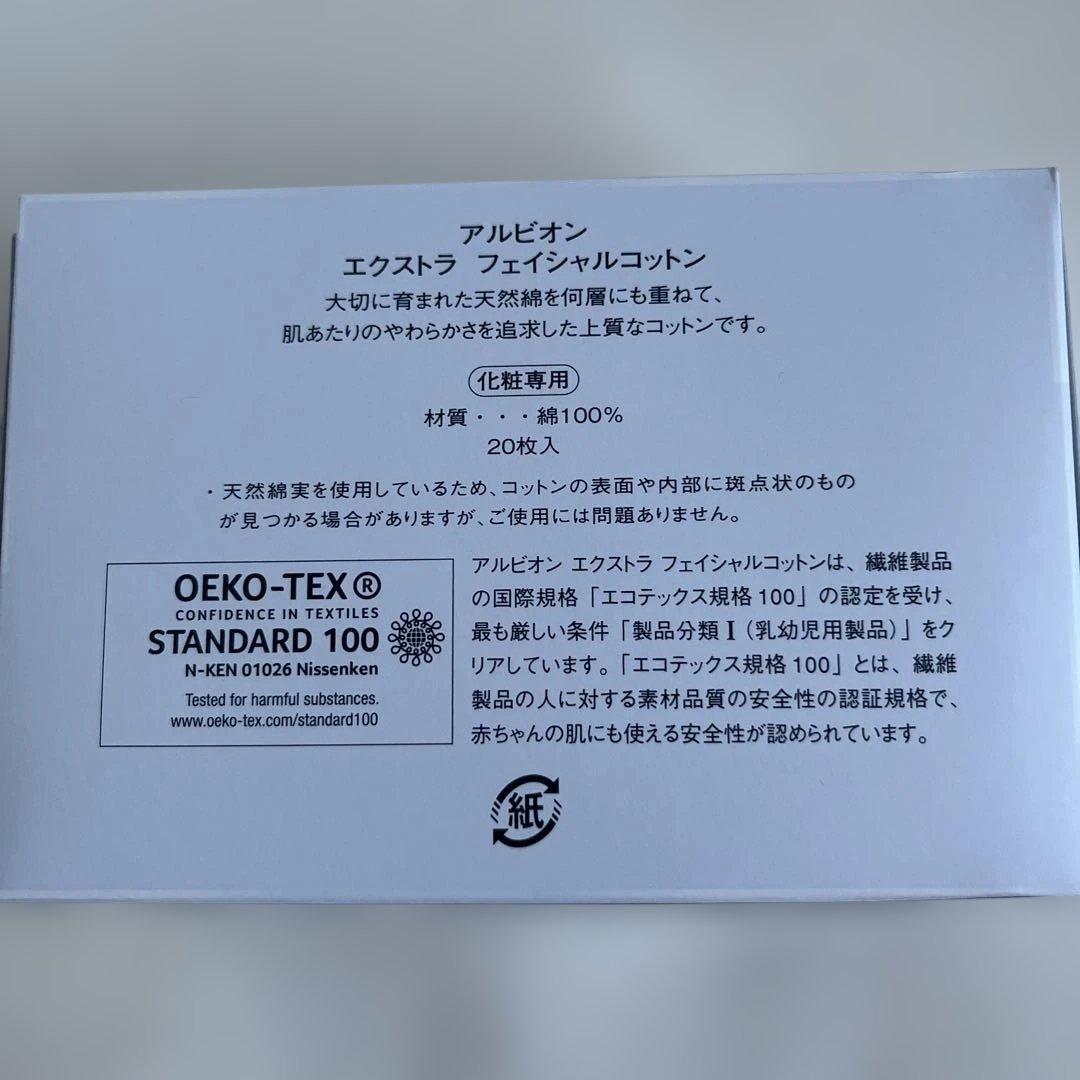 アルビオン
エクストラ フェイシャルコットン
大切に育まれた天然綿を何層にも重ねて、
肌あたりのやわらかさを追求した上質なコットンです。
化粧専用
材質・・・綿100%
20枚入
・天然綿実を使用しているため、コットンの表面や内部に斑点状のもの
が見つかる場合がありますが、ご使用には問題ありません。
OEKO-TEX®
CONFIDENCE IN TEXTILES
STANDARD 100
N-KEN 01026 Nissenken
Tested for harmful substances.
www.oeko-tex.com/standard100
アルビオン エクストラ フェイシャルコットンは、繊維製品
の国際規格「エコテックス規格100」の認定を受け、
最も厳しい条件「製品分類Ⅰ（乳幼児用製品）」をク
リアしています。「エコテックス規格100」とは、繊維
製品の人に対する素材品質の安全性の認証規格で、
赤ちゃんの肌にも使える安全性が認められています。
紙